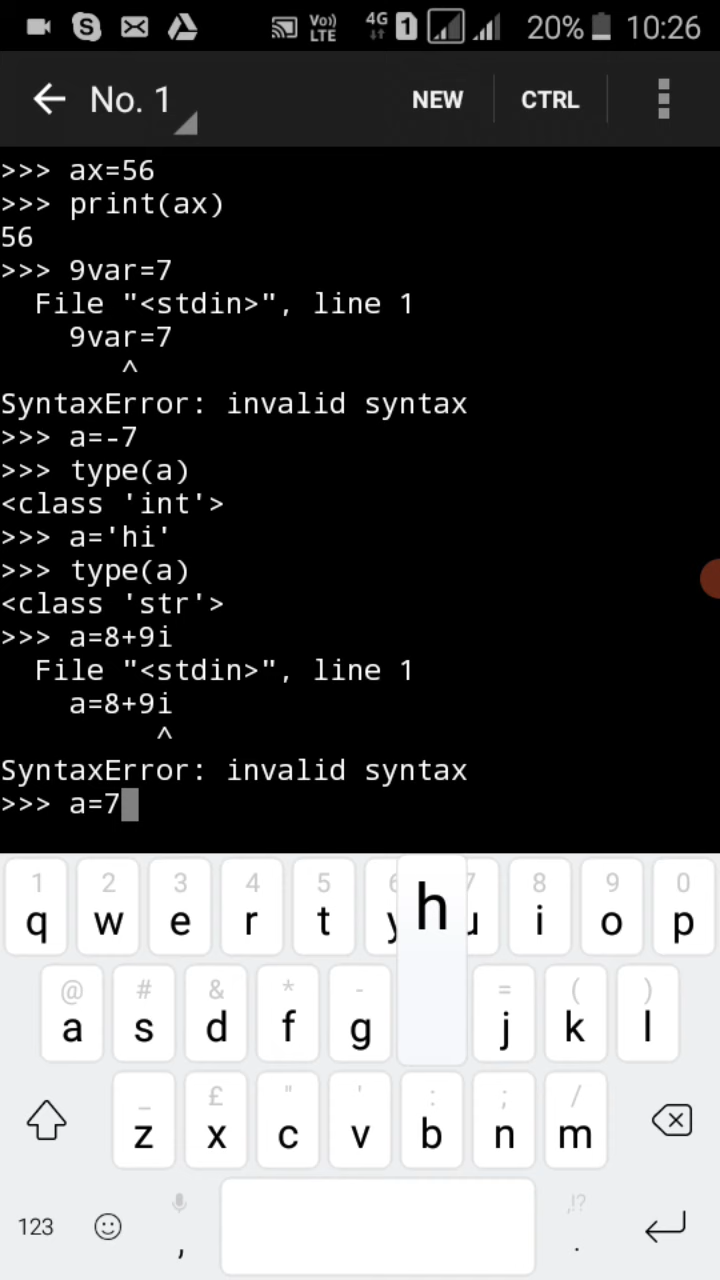 Vo)) LTE 4G 1 20% 10:26
No. 1 NEW CTRL
>>> ax=56
>>> print(ax)
56
>>> 9var=7
  File "<stdin>", line 1
    9var=7
       ^
SyntaxError: invalid syntax
>>> a=-7
>>> type(a)
<class 'int'>
>>> a='hi'
>>> type(a)
<class 'str'>
>>> a=8+9i
  File "<stdin>", line 1
    a=8+9i
         ^
SyntaxError: invalid syntax
>>> a=7
1 2 3 4 5 6 7 8 9 0
q w e r t y h u i o p
@ # & * - = ( )
a s d f g j k l
_ £ " ' : ; /
z x c v b n m
123 , ,!? .